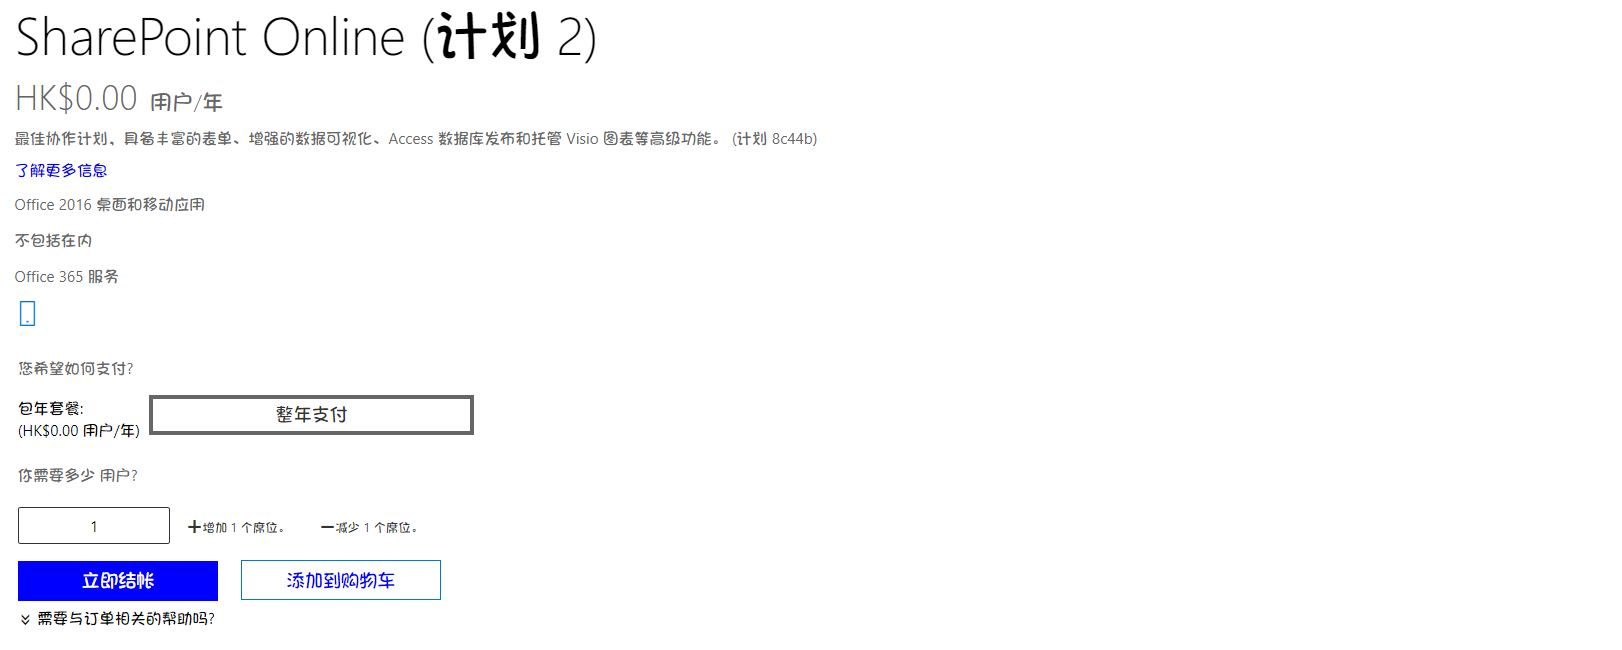 SharePoint Online (计划 2)
HK$0.00 用户/年
最佳协作计划，具备丰富的表单、增强的数据可视化、Access 数据库发布和托管 Visio 图表等高级功能。 (计划 8c44b)
了解更多信息
Office 2016 桌面和移动应用
不包括在内
Office 365 服务
您希望如何支付?
包年套餐:
(HK$0.00 用户/年)
整年支付
你需要多少 用户?
1
+增加 1 个席位。
—减少 1 个席位。
立即结帐
添加到购物车
需要与订单相关的帮助吗?